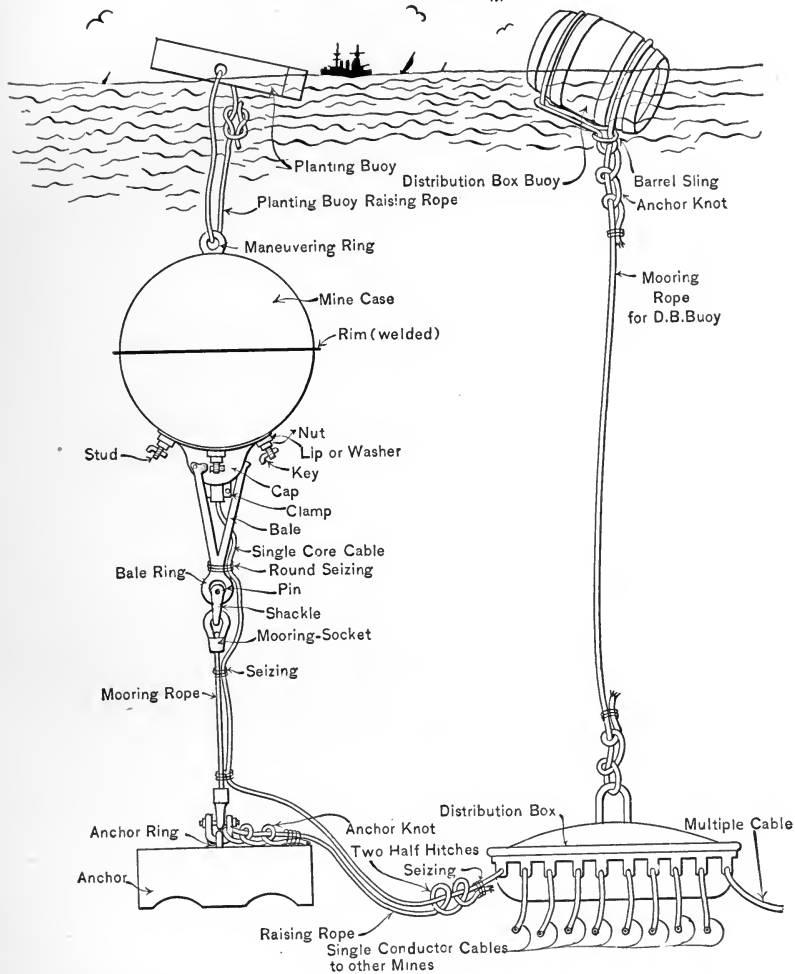 Planting Buoy
Distribution Box Buoy
Barrel Sling
Planting Buoy Raising Rope
Anchor Knot
Maneuvering Ring
Mine Case
Mooring
Rope
for D.B.Buoy
Rim (welded)
Nut
Stud
Lip or Washer
Key
Cap
Clamp
Bale
Single Core Cable
Bale Ring
Round Seizing
Pin
Shackle
Mooring-Socket
Seizing
Mooring Rope
Distribution Box
Multiple Cable
Anchor Ring
Anchor Knot
Two Half Hitches
Seizing
Anchor
Raising Rope
Single Conductor Cables
to other Mines